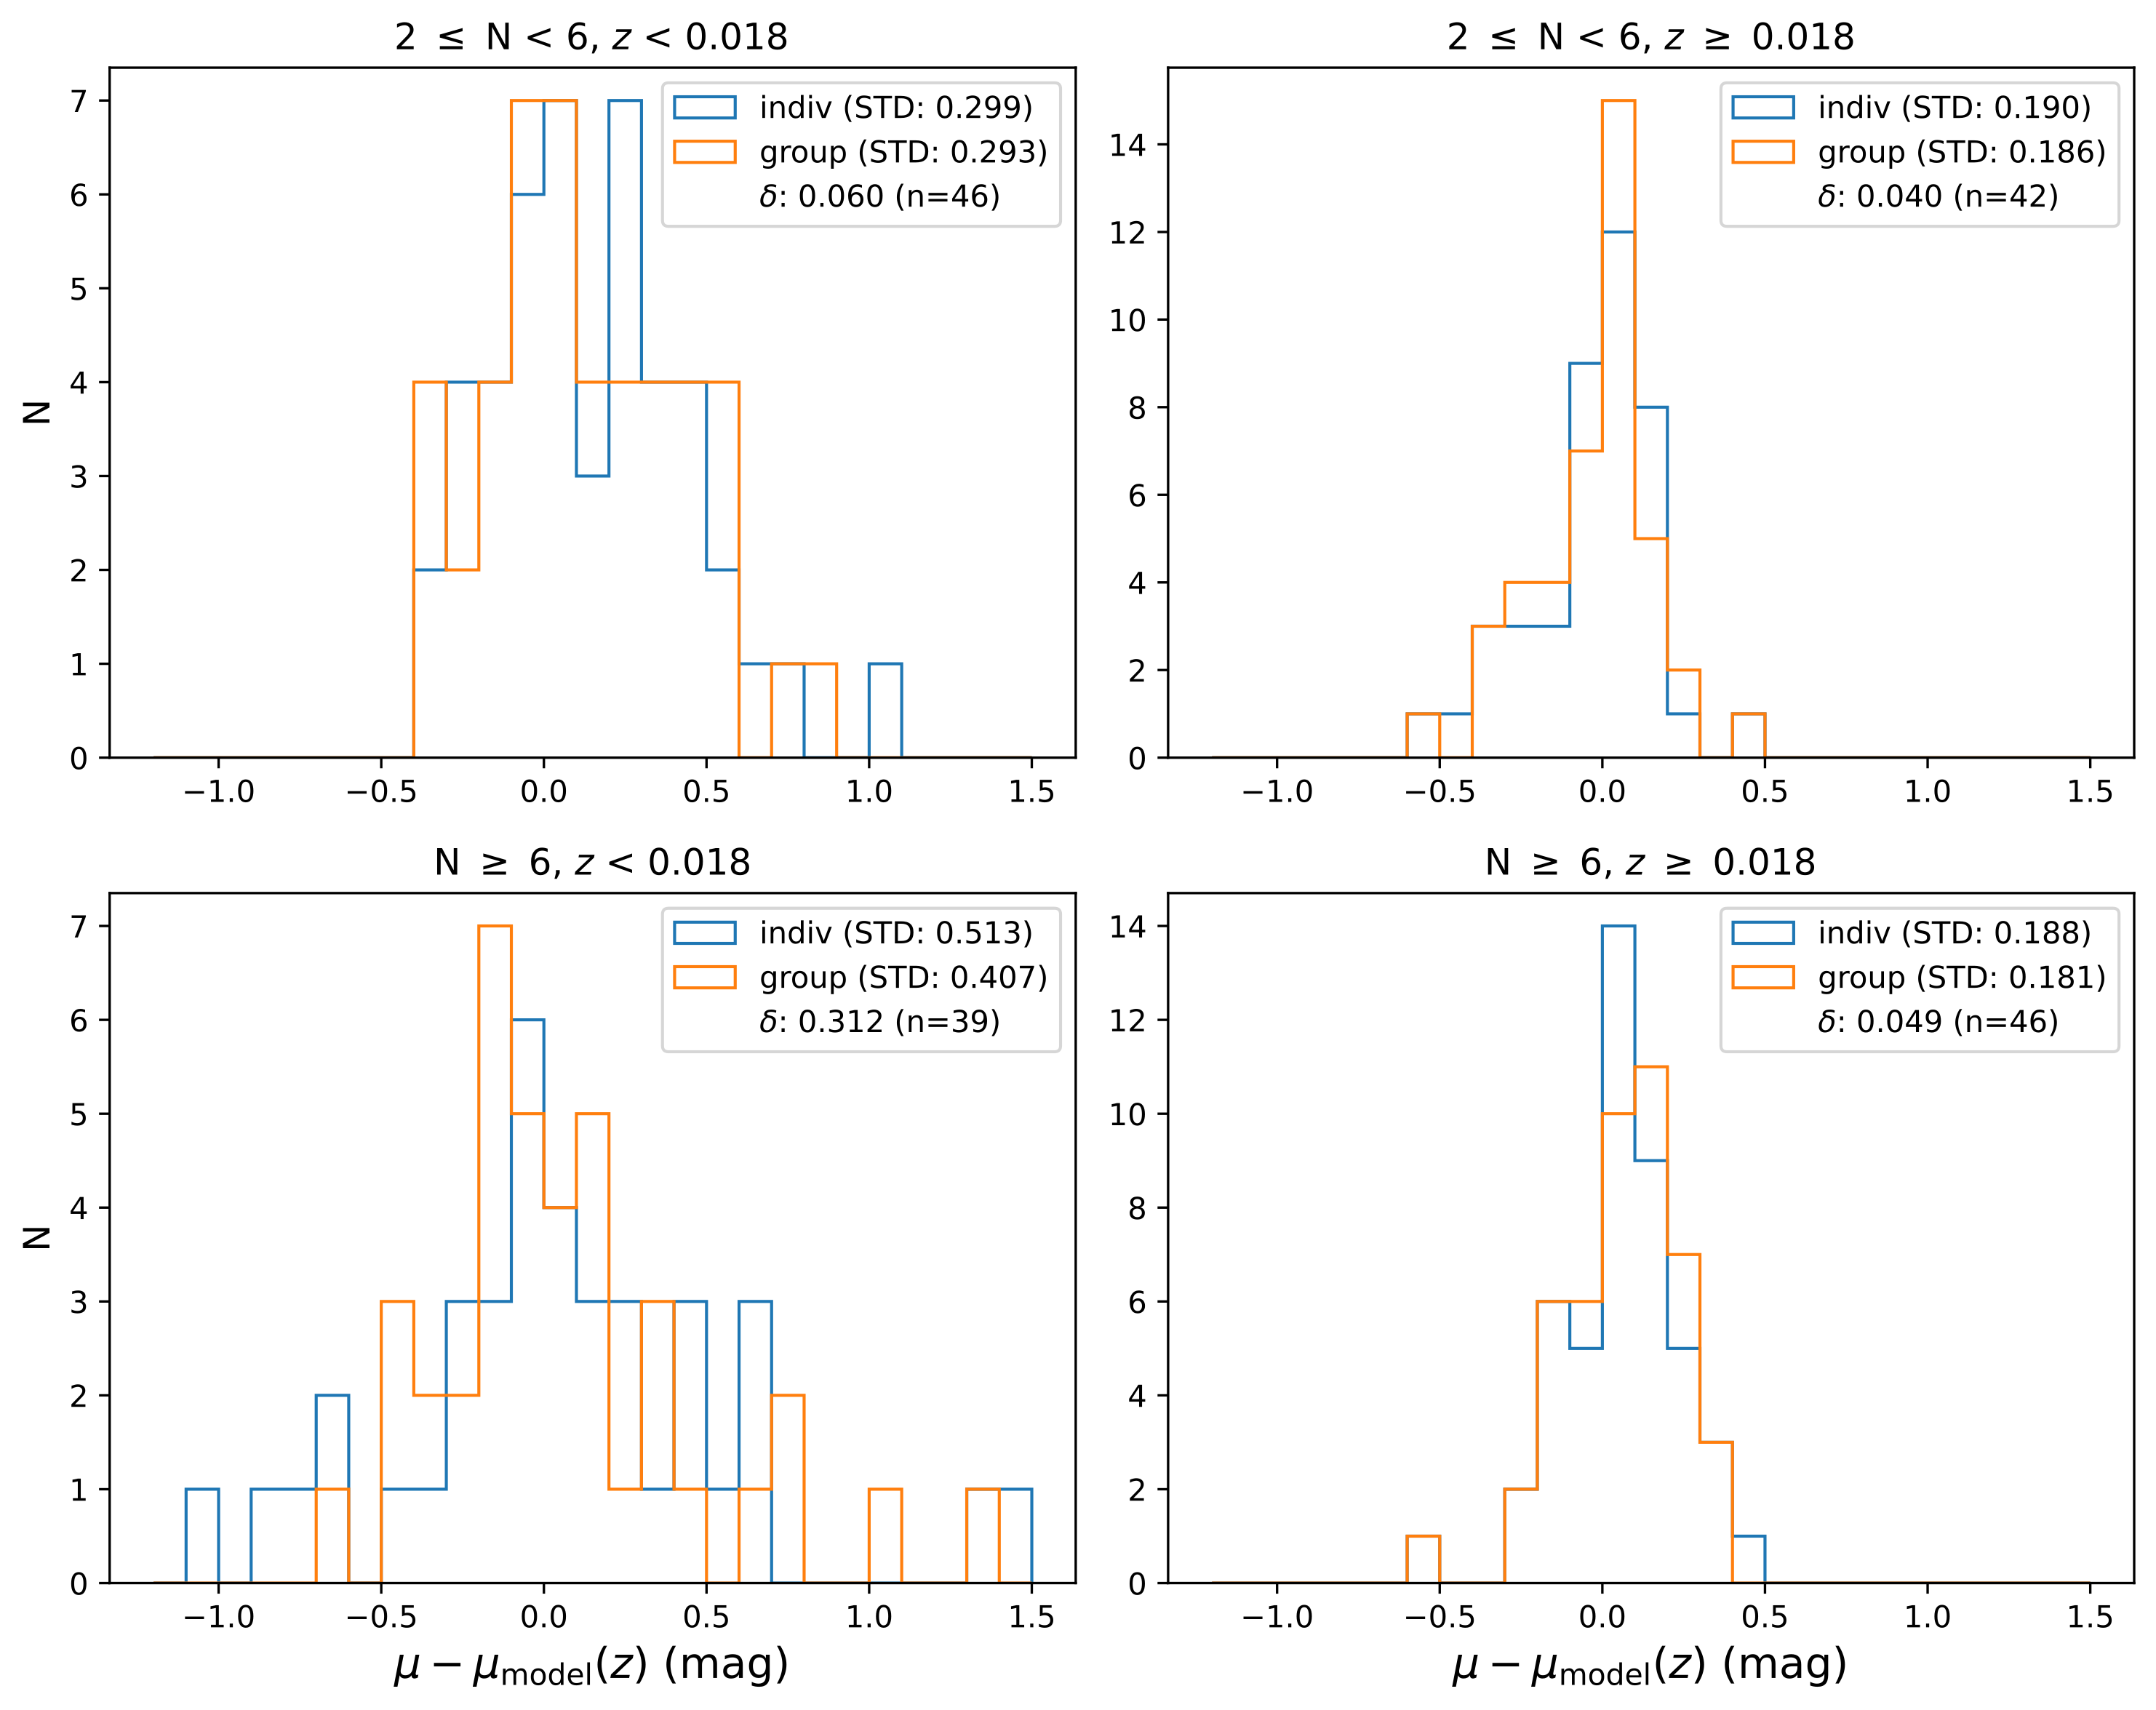 2 ≤ N < 6, z < 0.018
7
6
5
4
3
2
1
0
N
indiv (STD: 0.299)
group (STD: 0.293)
δ: 0.060 (n=46)
−1.0 −0.5 0.0 0.5 1.0 1.5
2 ≤ N < 6, z ≥ 0.018
14
12
10
8
6
4
2
0
indiv (STD: 0.190)
group (STD: 0.186)
δ: 0.040 (n=42)
−1.0 −0.5 0.0 0.5 1.0 1.5
N ≥ 6, z < 0.018
7
6
5
4
3
2
1
0
N
indiv (STD: 0.513)
group (STD: 0.407)
δ: 0.312 (n=39)
−1.0 −0.5 0.0 0.5 1.0 1.5
μ − μmodel(z) (mag)
N ≥ 6, z ≥ 0.018
14
12
10
8
6
4
2
0
indiv (STD: 0.188)
group (STD: 0.181)
δ: 0.049 (n=46)
−1.0 −0.5 0.0 0.5 1.0 1.5
μ − μmodel(z) (mag)